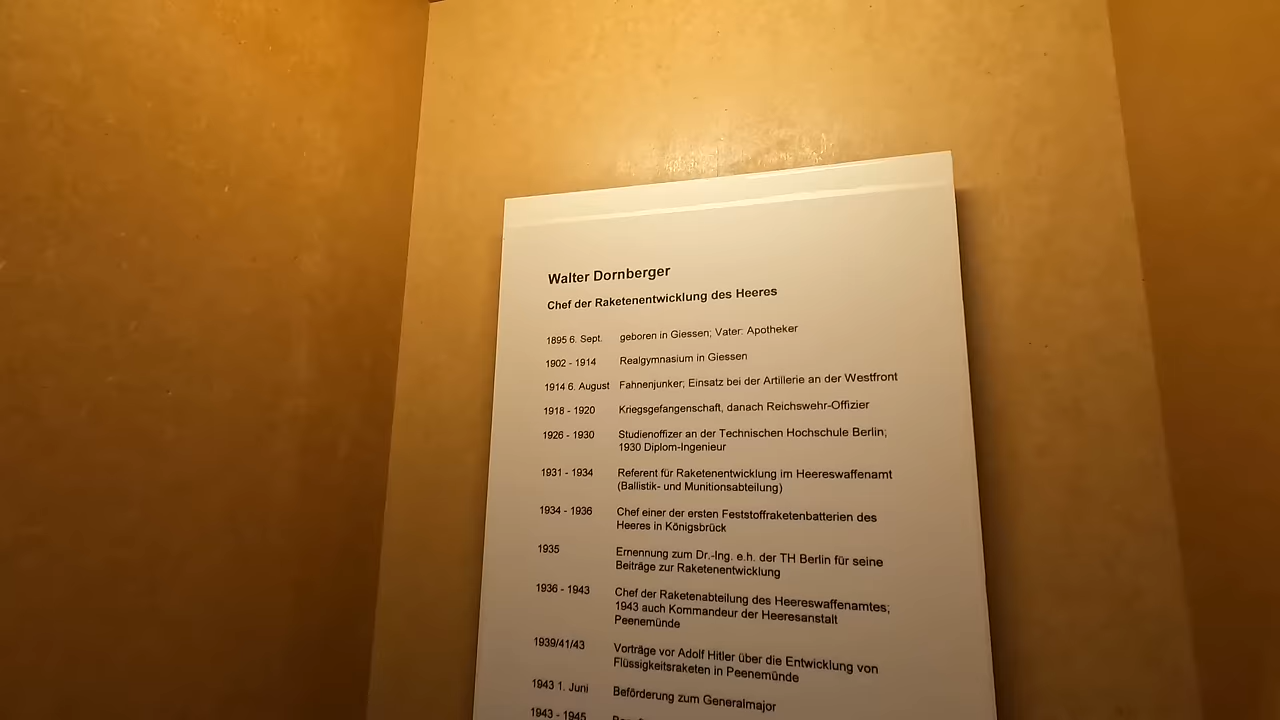 Walter Dornberger
Chef der Raketenentwicklung des Heeres
1895 6. Sept. geboren in Giessen; Vater: Apotheker
1902 - 1914 Realgymnasium in Giessen
1914 6. August Fahnenjunker; Einsatz bei der Artillerie an der Westfront
1918 - 1920 Kriegsgefangenschaft, danach Reichswehr-Offizier
1926 - 1930 Studienoffizer an der Technischen Hochschule Berlin;
1930 Diplom-Ingenieur
1931 - 1934 Referent für Raketenentwicklung im Heereswaffenamt
(Ballistik- und Munitionsabteilung)
1934 - 1936 Chef einer der ersten Feststoffraketenbatterien des
Heeres in Königsbrück
1935 Ernennung zum Dr.-Ing. e.h. der TH Berlin für seine
Beiträge zur Raketenentwicklung
1936 - 1943 Chef der Raketenabteilung des Heereswaffenamtes;
1943 auch Kommandeur der Heeresanstalt
Peenemünde
1939/41/43 Vorträge vor Adolf Hitler über die Entwicklung von
Flüssigkeitsraketen in Peenemünde
1943 1. Juni Beförderung zum Generalmajor
1943 - 1945